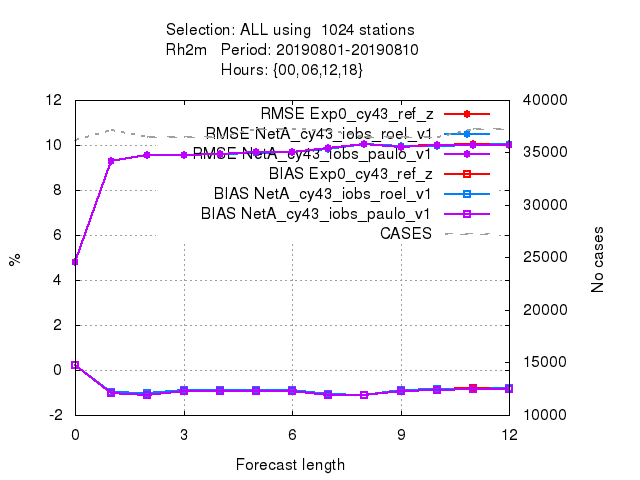 Selection: ALL using  1024 stations
Rh2m   Period: 20190801-20190810
Hours: {00,06,12,18}
12
10
8
6
4
2
0
-2
%
40000
35000
30000
25000
20000
15000
10000
No cases
RMSE Exp0_cy43_ref_z
RMSE NetA_cy43_iobs_roel_v1
RMSE NetA_cy43_iobs_paulo_v1
BIAS Exp0_cy43_ref_z
BIAS NetA_cy43_iobs_roel_v1
BIAS NetA_cy43_iobs_paulo_v1
CASES
0 3 6 9 12
Forecast length